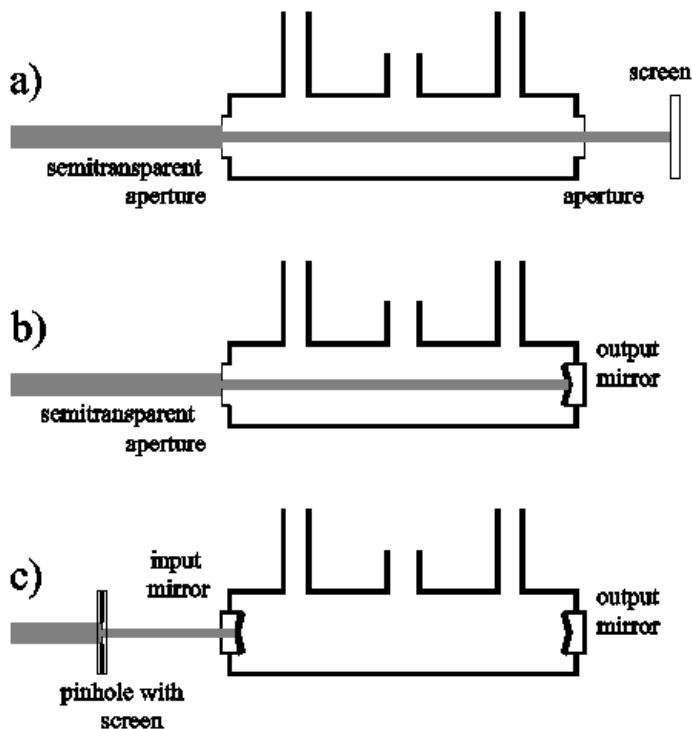 a)
screen
semitransparent
aperture
aperture
b)
output
mirror
semitransparent
aperture
c)
input
mirror
output
mirror
pinhole with
screen